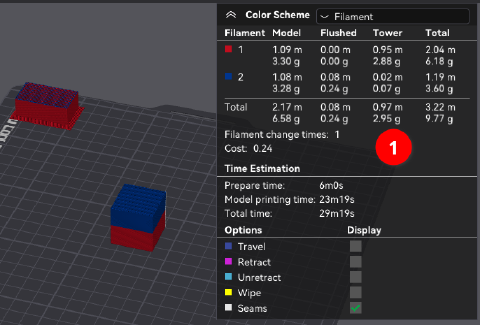 Color Scheme Filament
Filament Model Flushed Tower Total
1 1.09 m 0.00 m 0.95 m 2.04 m
3.30 g 0.00 g 2.88 g 6.18 g
2 1.08 m 0.08 m 0.02 m 1.19 m
3.28 g 0.24 g 0.07 g 3.60 g
Total 2.17 m 0.08 m 0.97 m 3.22 m
6.58 g 0.24 g 2.95 g 9.77 g
Filament change times: 1
Cost: 0.24
1
Time Estimation
Prepare time: 6m0s
Model printing time: 23m19s
Total time: 29m19s
Options Display
Travel
Retract
Unretract
Wipe
Seams